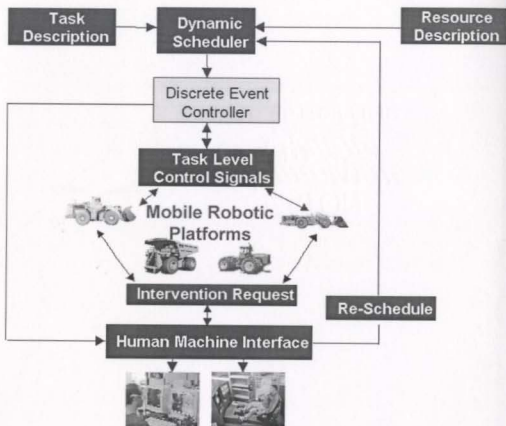 Task
Description
Dynamic
Scheduler
Resource
Description
Discrete Event
Controller
Task Level
Control Signals
Mobile Robotic
Platforms
Intervention Request
Re-Schedule
Human Machine Interface